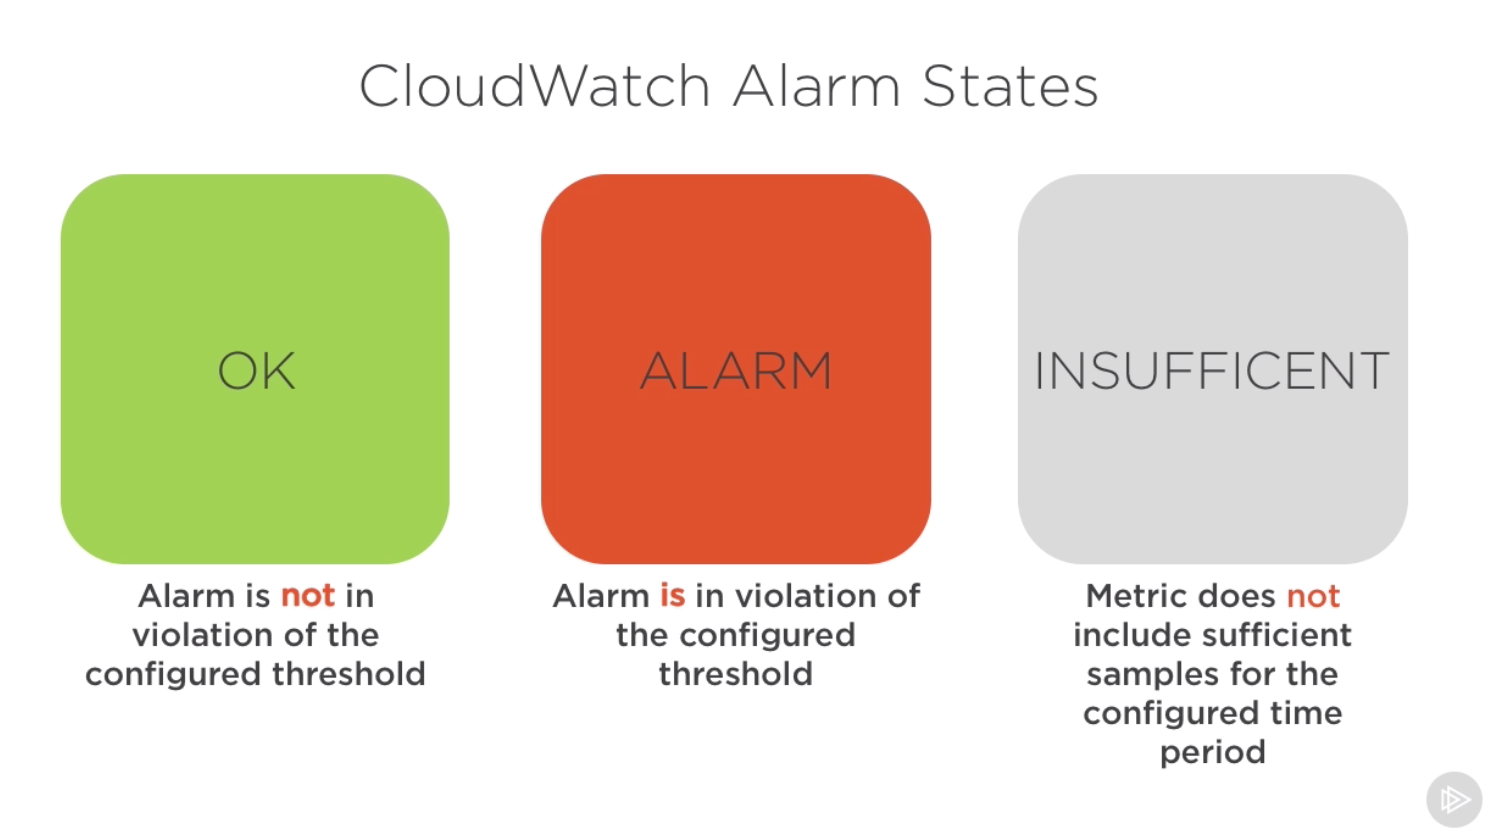 CloudWatch Alarm States
OK
ALARM
INSUFFICENT
Alarm is not in
violation of the
configured threshold
Alarm is in violation of
the configured
threshold
Metric does not
include sufficient
samples for the
configured time
period